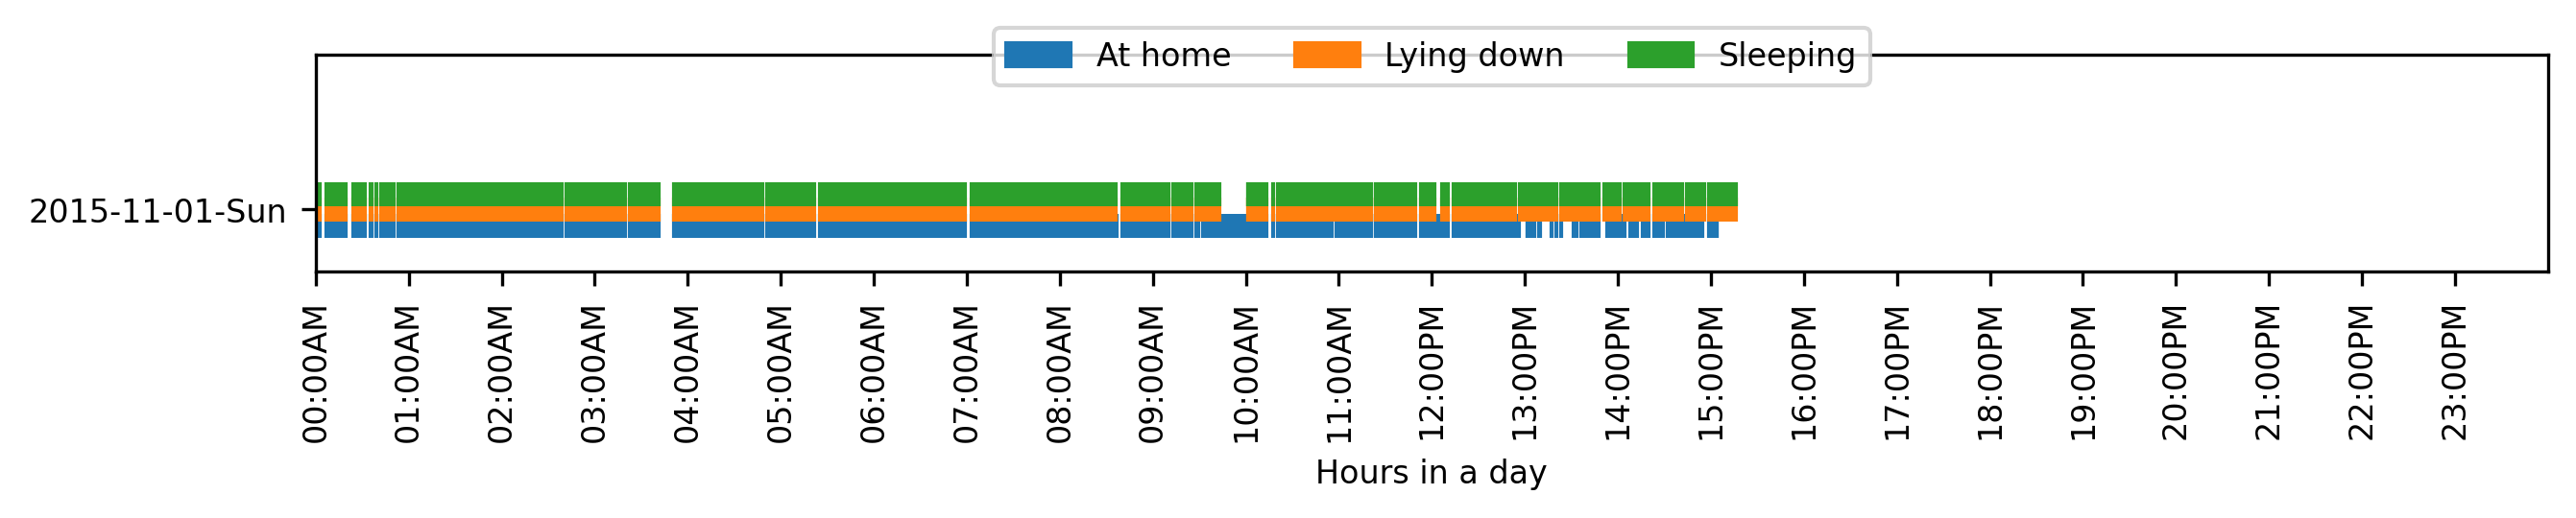 At home Lying down Sleeping
2015-11-01-Sun
00:00AM 01:00AM 02:00AM 03:00AM 04:00AM 05:00AM 06:00AM 07:00AM 08:00AM 09:00AM 10:00AM 11:00AM 12:00PM 13:00PM 14:00PM 15:00PM 16:00PM 17:00PM 18:00PM 19:00PM 20:00PM 21:00PM 22:00PM 23:00PM
Hours in a day